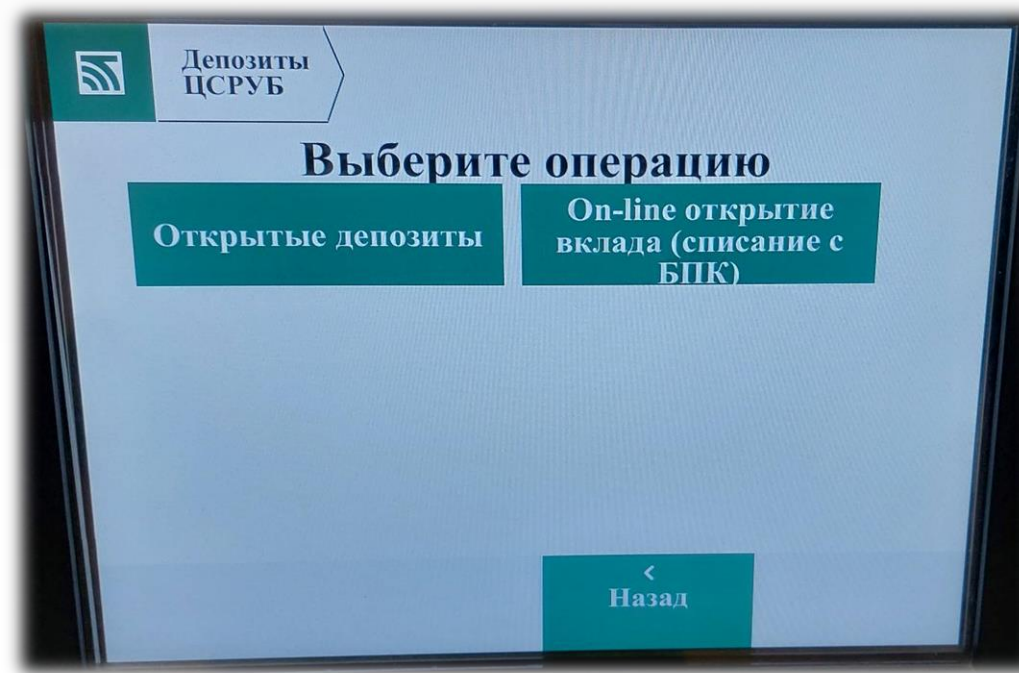 Депозиты
ЦСРУБ
Выберите операцию
Открытые депозиты
On-line открытие
вклада (списание с
БПК)
<
Назад